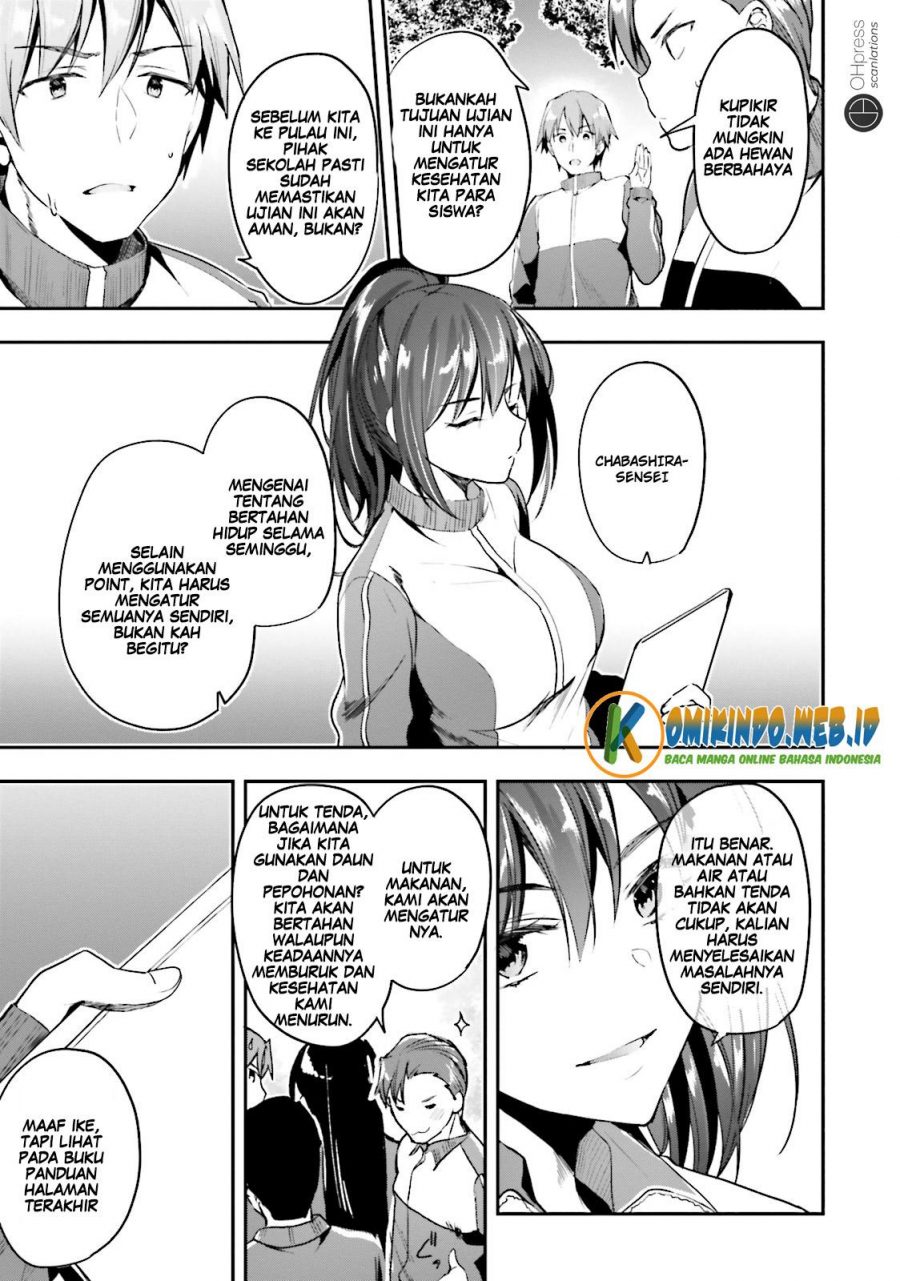 OHpress
scanlations
KUPIKIR
TIDAK
MUNGKIN
ADA HEWAN
BERBAHAYA
BUKANKAH
TUJUAN UJIAN
INI HANYA
UNTUK
MENGATUR
KESEHATAN
KITA PARA
SISWA?
SEBELUM KITA
KE PULAU INI,
PIHAK
SEKOLAH PASTI
SUDAH
MEMASTIKAN
UJIAN INI AKAN
AMAN, BUKAN?
CHABASHIRA-
SENSEI
MENGENAI
TENTANG
BERTAHAN
HIDUP SELAMA
SEMINGGU,
SELAIN
MENGGUNAKAN
POINT, KITA HARUS
MENGATUR
SEMUANYA SENDIRI,
BUKAN KAH
BEGITU?
KOMIKINDO.WEB.ID
BACA MANGA ONLINE BAHASA INDONESIA
ITU BENAR.
MAKANAN ATAU
AIR ATAU
BAHKAN TENDA
TIDAK AKAN
CUKUP, KALIAN
HARUS
MENYELESAIKAN
MASALAHNYA
SENDIRI.
UNTUK
MAKANAN,
KAMI AKAN
MENGATUR
NYA.
UNTUK TENDA,
BAGAIMANA
JIKA KITA
GUNAKAN DAUN
DAN
PEPOHONAN?
KITA AKAN
BERTAHAN
WALAUPUN
KEADAANNYA
MEMBURUK DAN
KESEHATAN
KAMI
MENURUN.
MAAF IKE,
TAPI LIHAT
PADA BUKU
PANDUAN
HALAMAN
TERAKHIR